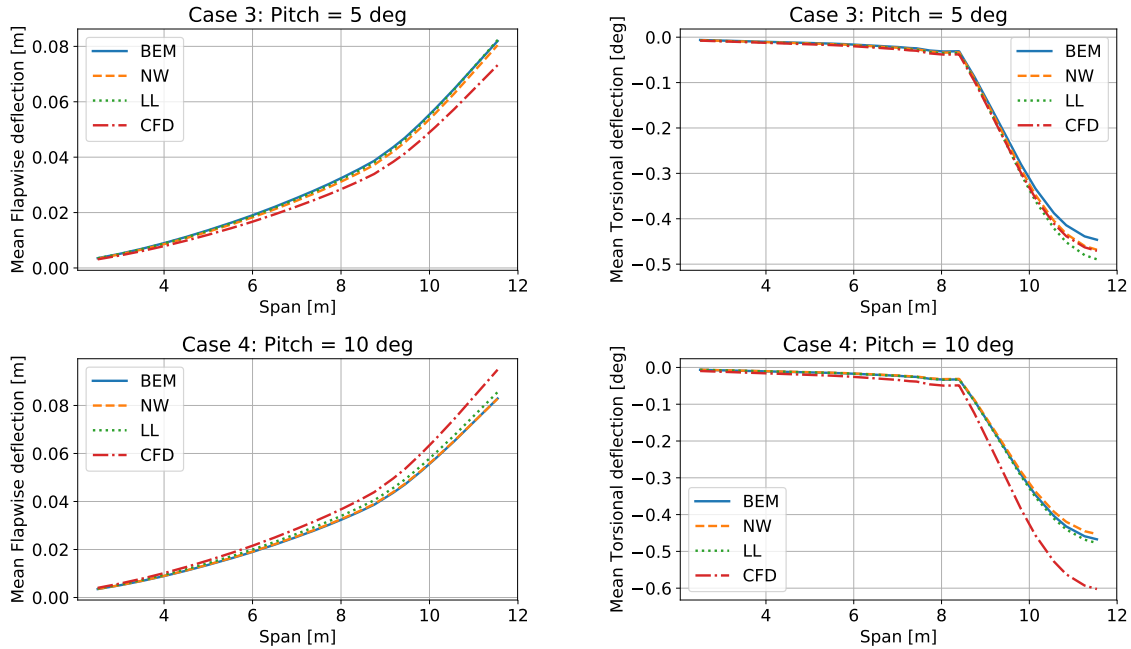 Case 3: Pitch = 5 deg
Mean Flapwise deflection [m]
0.08
0.06
0.04
0.02
0.00
BEM
NW
LL
CFD
4
6
8
10
12
Span [m]
Case 3: Pitch = 5 deg
Mean Torsional deflection [deg]
0.0
−0.1
−0.2
−0.3
−0.4
−0.5
BEM
NW
LL
CFD
4
6
8
10
12
Span [m]
Case 4: Pitch = 10 deg
Mean Flapwise deflection [m]
0.08
0.06
0.04
0.02
0.00
BEM
NW
LL
CFD
4
6
8
10
12
Span [m]
Case 4: Pitch = 10 deg
Mean Torsional deflection [deg]
0.0
−0.1
−0.2
−0.3
−0.4
−0.5
−0.6
BEM
NW
LL
CFD
4
6
8
10
12
Span [m]